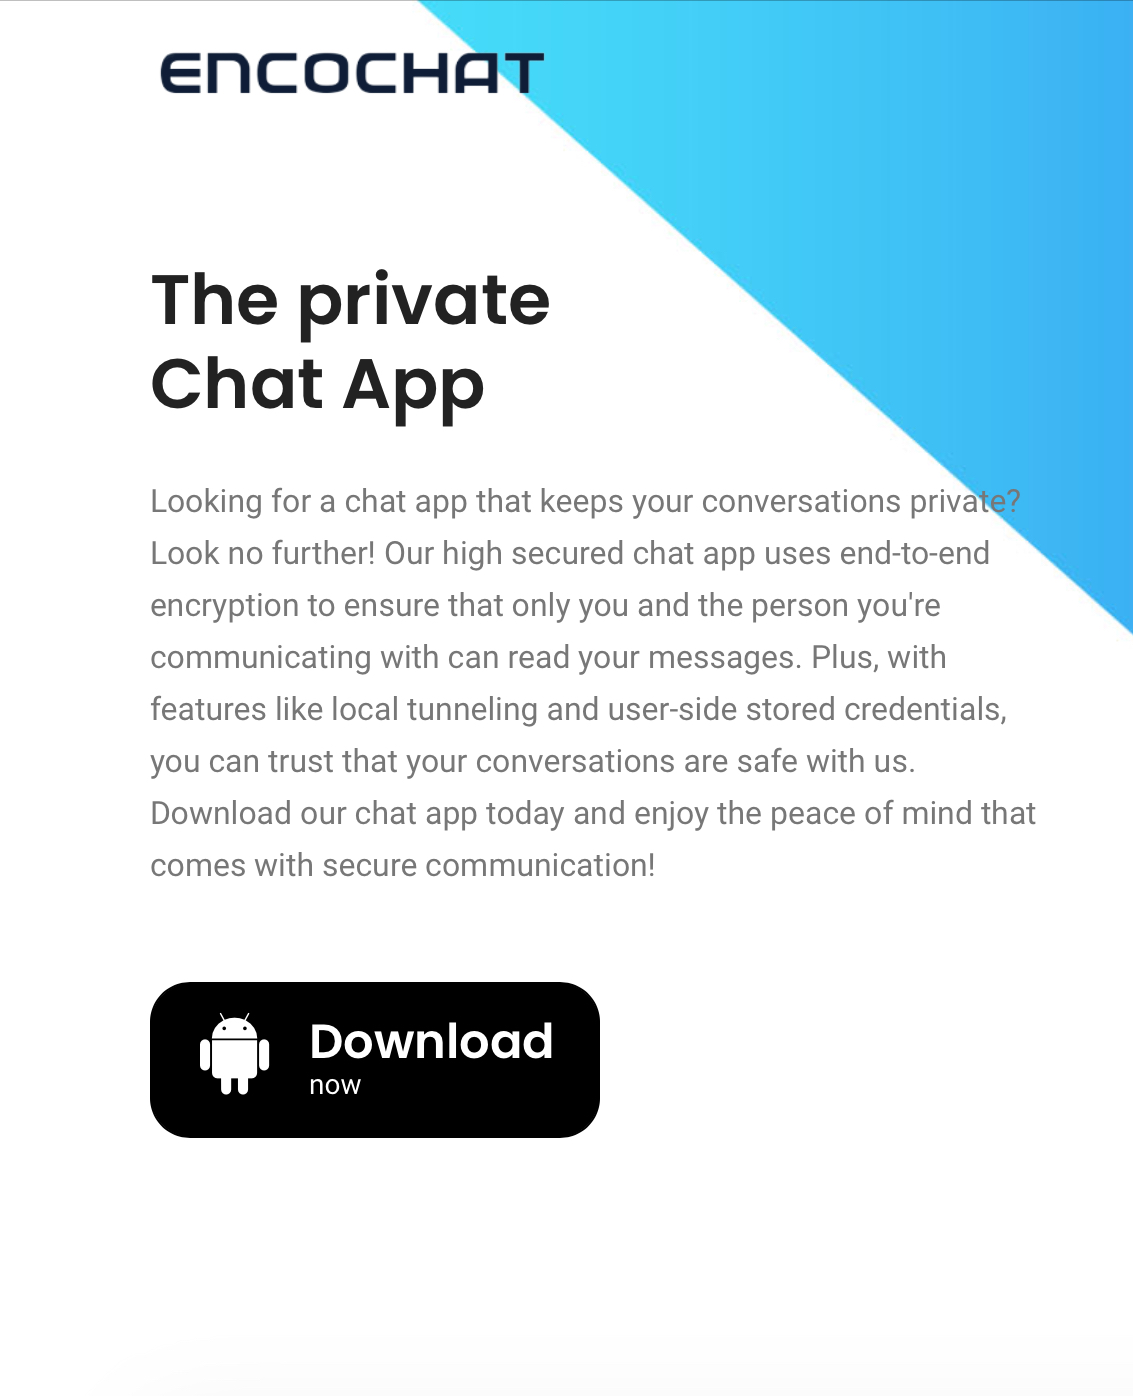 ENCOCHAT
The private
Chat App
Looking for a chat app that keeps your conversations private?
Look no further! Our high secured chat app uses end-to-end
encryption to ensure that only you and the person you're
communicating with can read your messages. Plus, with
features like local tunneling and user-side stored credentials,
you can trust that your conversations are safe with us.
Download our chat app today and enjoy the peace of mind that
comes with secure communication!
Download
now